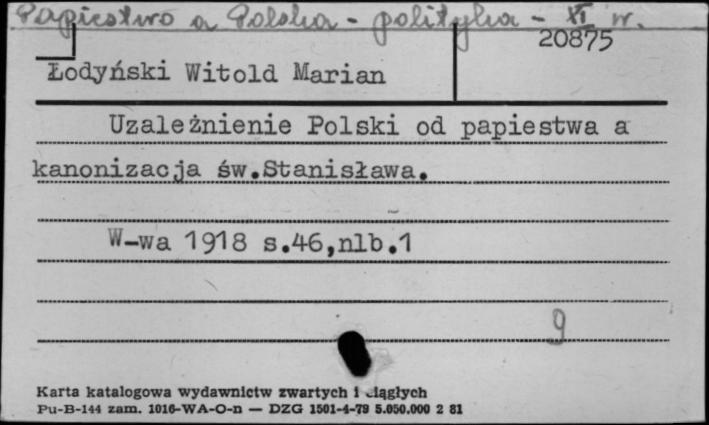 Papiestwo a Polska - polityka - XI w.
20875
Łodyński Witold Marian
Uzależnienie Polski od papiestwa a
kanonizacja św.Stanisława.
W-wa 1918 s.46,nlb.1
9
Karta katalogowa wydawnictw zwartych i ciągłych
Pu-B-144 zam. 1016-WA-O-n — DZG 1501-4-79 5.050.000 2 81